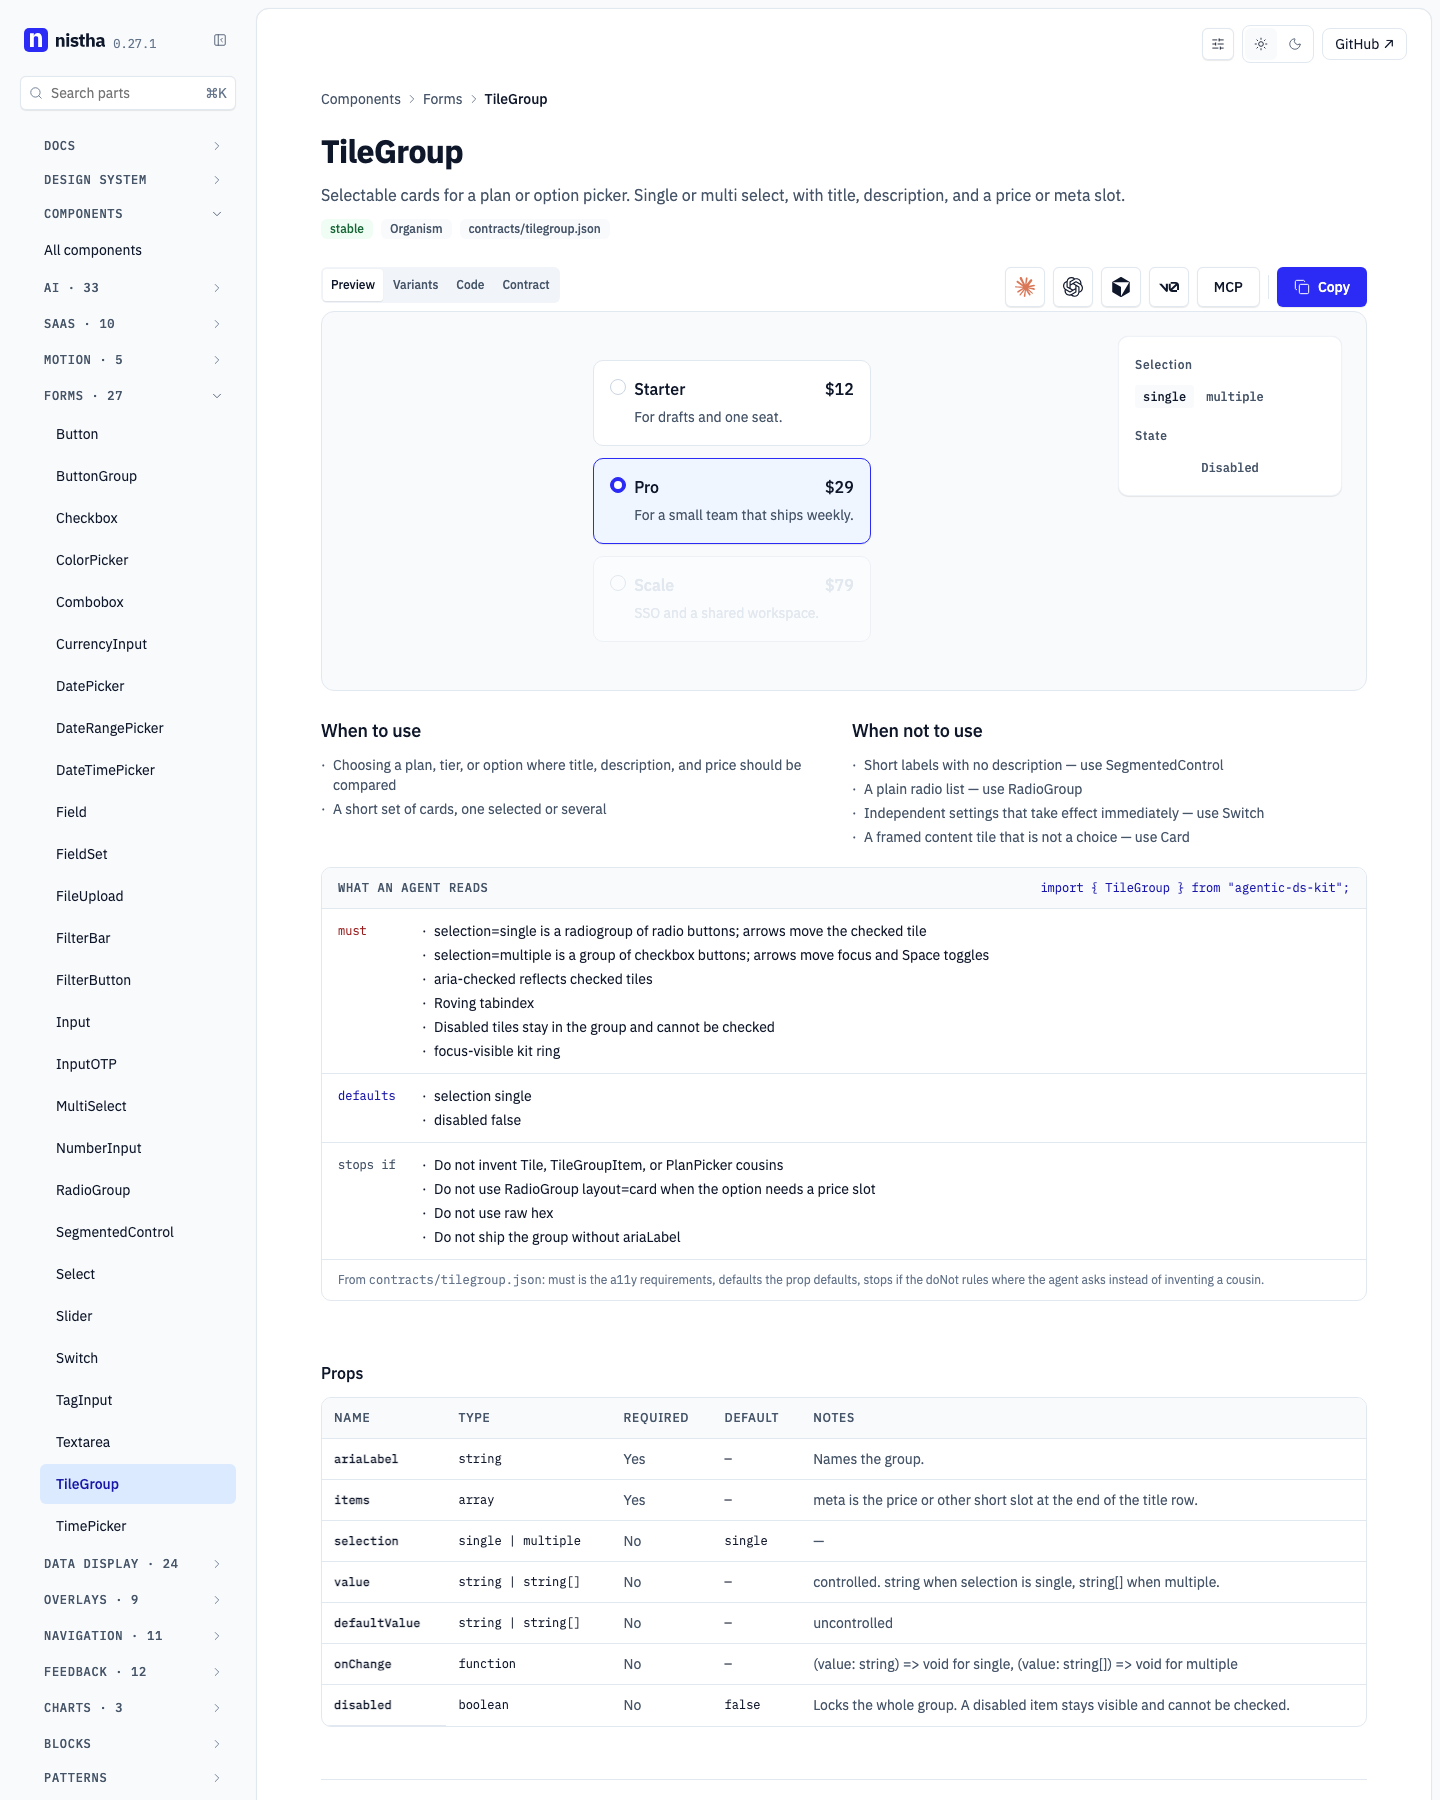 nistha 0.27.1
Search parts ⌘K
DOCS
DESIGN SYSTEM
COMPONENTS
All components
AI · 33
SAAS · 10
MOTION · 5
FORMS · 27
Button
ButtonGroup
Checkbox
ColorPicker
Combobox
CurrencyInput
DatePicker
DateRangePicker
DateTimePicker
Field
FieldSet
FileUpload
FilterBar
FilterButton
Input
InputOTP
MultiSelect
NumberInput
RadioGroup
SegmentedControl
Select
Slider
Switch
TagInput
Textarea
TileGroup
TimePicker
DATA DISPLAY · 24
OVERLAYS · 9
NAVIGATION · 11
FEEDBACK · 12
CHARTS · 3
BLOCKS
PATTERNS
GitHub ↗
Components > Forms > TileGroup
TileGroup
Selectable cards for a plan or option picker. Single or multi select, with title, description, and a price or meta slot.
stable Organism contracts/tilegroup.json
Preview Variants Code Contract
v0 MCP Copy
Starter $12
For drafts and one seat.
Pro $29
For a small team that ships weekly.
Scale $79
SSO and a shared workspace.
Selection
single multiple
State
Disabled
When to use
· Choosing a plan, tier, or option where title, description, and price should be
compared
· A short set of cards, one selected or several
When not to use
· Short labels with no description — use SegmentedControl
· A plain radio list — use RadioGroup
· Independent settings that take effect immediately — use Switch
· A framed content tile that is not a choice — use Card
WHAT AN AGENT READS import { TileGroup } from "agentic-ds-kit";
must · selection=single is a radiogroup of radio buttons; arrows move the checked tile
· selection=multiple is a group of checkbox buttons; arrows move focus and Space toggles
· aria-checked reflects checked tiles
· Roving tabindex
· Disabled tiles stay in the group and cannot be checked
· focus-visible kit ring
defaults · selection single
· disabled false
stops if · Do not invent Tile, TileGroupItem, or PlanPicker cousins
· Do not use RadioGroup layout=card when the option needs a price slot
· Do not use raw hex
· Do not ship the group without ariaLabel
From contracts/tilegroup.json: must is the a11y requirements, defaults the prop defaults, stops if the doNot rules where the agent asks instead of inventing a cousin.
Props
NAME TYPE REQUIRED DEFAULT NOTES
ariaLabel string Yes — Names the group.
items array Yes — meta is the price or other short slot at the end of the title row.
selection single | multiple No single —
value string | string[] No — controlled. string when selection is single, string[] when multiple.
defaultValue string | string[] No — uncontrolled
onChange function No — (value: string) => void for single, (value: string[]) => void for multiple
disabled boolean No false Locks the whole group. A disabled item stays visible and cannot be checked.